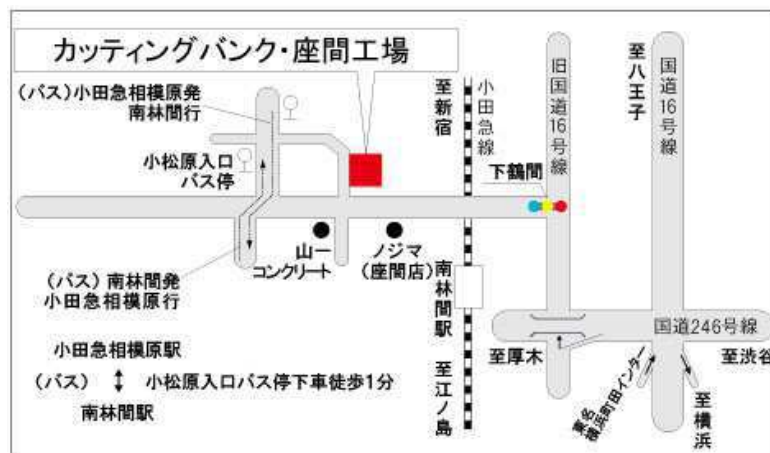 カッティングバンク・座間工場
(バス)小田急相模原発
南林間行
小松原入口
バス停
至新宿
小田急線
旧国道16号線
至八王子
国道16号線
下鶴間
山一
コンクリート
ノジマ
(座間店)
(バス)南林間発
小田急相模原行
南林間駅
至江ノ島
国道246号線
至厚木
至渋谷
東名
横浜町田インター
至横浜
小田急相模原駅
(バス) 小松原入口バス停下車徒歩1分
南林間駅